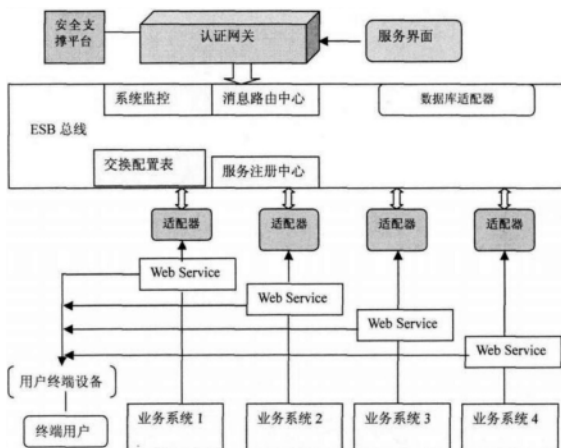 安全支
撑平台
认证网关
服务界面
系统监控
消息路由中心
数据库适配器
ESB 总线
交换配置表
服务注册中心
适配器
适配器
适配器
适配器
Web Service
Web Service
Web Service
Web Service
用户终端设备
终端用户
业务系统 1
业务系统 2
业务系统 3
业务系统 4